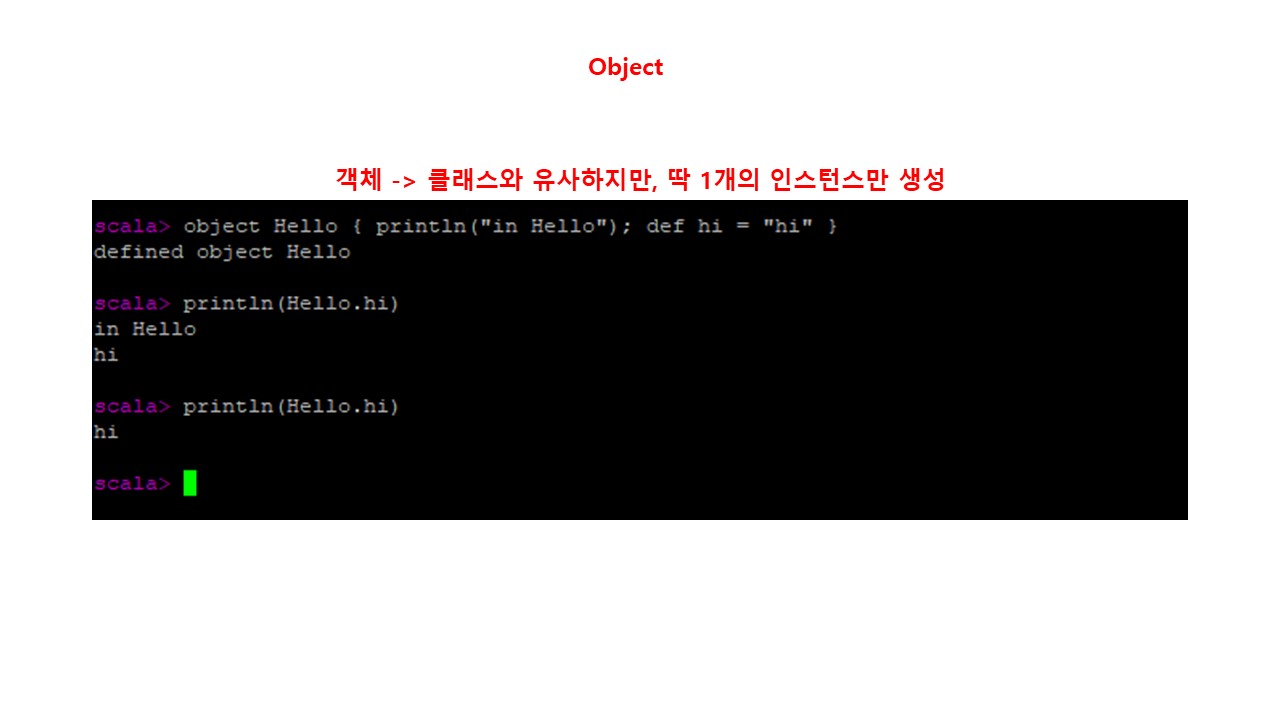 Object
객체 -> 클래스와 유사하지만, 딱 1개의 인스턴스만 생성
scala> object Hello { println("in Hello"); def hi = "hi" }
defined object Hello
scala> println(Hello.hi)
in Hello
hi
scala> println(Hello.hi)
hi
scala>